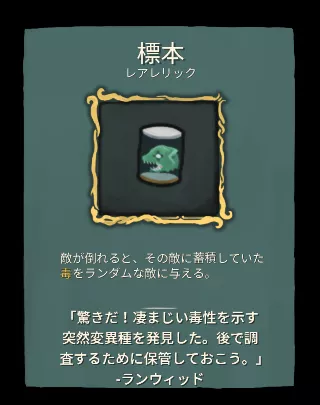 標本
レアレリック
敵が倒れると、その敵に蓄積していた
毒をランダムな敵に与える。
「驚きだ！凄まじい毒性を示す
突然変異種を発見した。後で調
査するために保管しておこう。」
-ランウィッド